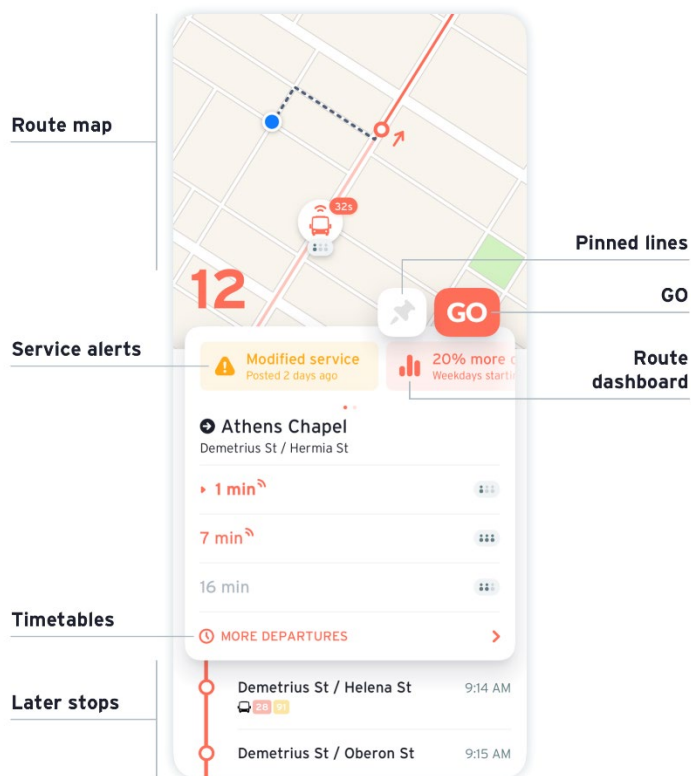 Route map
32s
Pinned lines
12
GO
GO
Service alerts
Modified service
Posted 2 days ago
20% more
Weekdays
Route
dashboard
Athens Chapel
Demetrius St / Hermia St
1 min
7 min
16 min
Timetables
MORE DEPARTURES
Later stops
Demetrius St / Helena St
9:14 AM
28 91
Demetrius St / Oberon St
9:15 AM